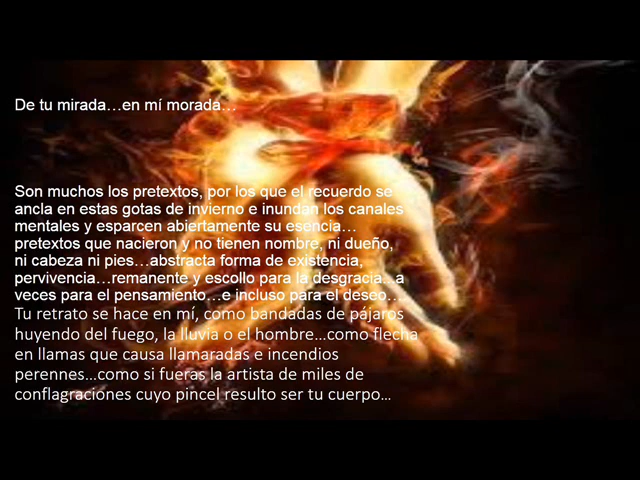 De tu mirada…en mí morada…
Son muchos los pretextos, por los que el recuerdo se
ancla en estas gotas de invierno e inundan los canales
mentales y esparcen abiertamente su esencia…
pretextos que nacieron y no tienen nombre, ni dueño,
ni cabeza ni pies…abstracta forma de existencia,
pervivencia…remanente y escollo para la desgracia...a
veces para el pensamiento…e incluso para el deseo…
Tu retrato se hace en mí, como bandadas de pájaros
huyendo del fuego, la lluvia o el hombre…como flecha
en llamas que causa llamaradas e incendios
perennes…como si fueras la artista de miles de
conflagraciones cuyo pincel resulto ser tu cuerpo…